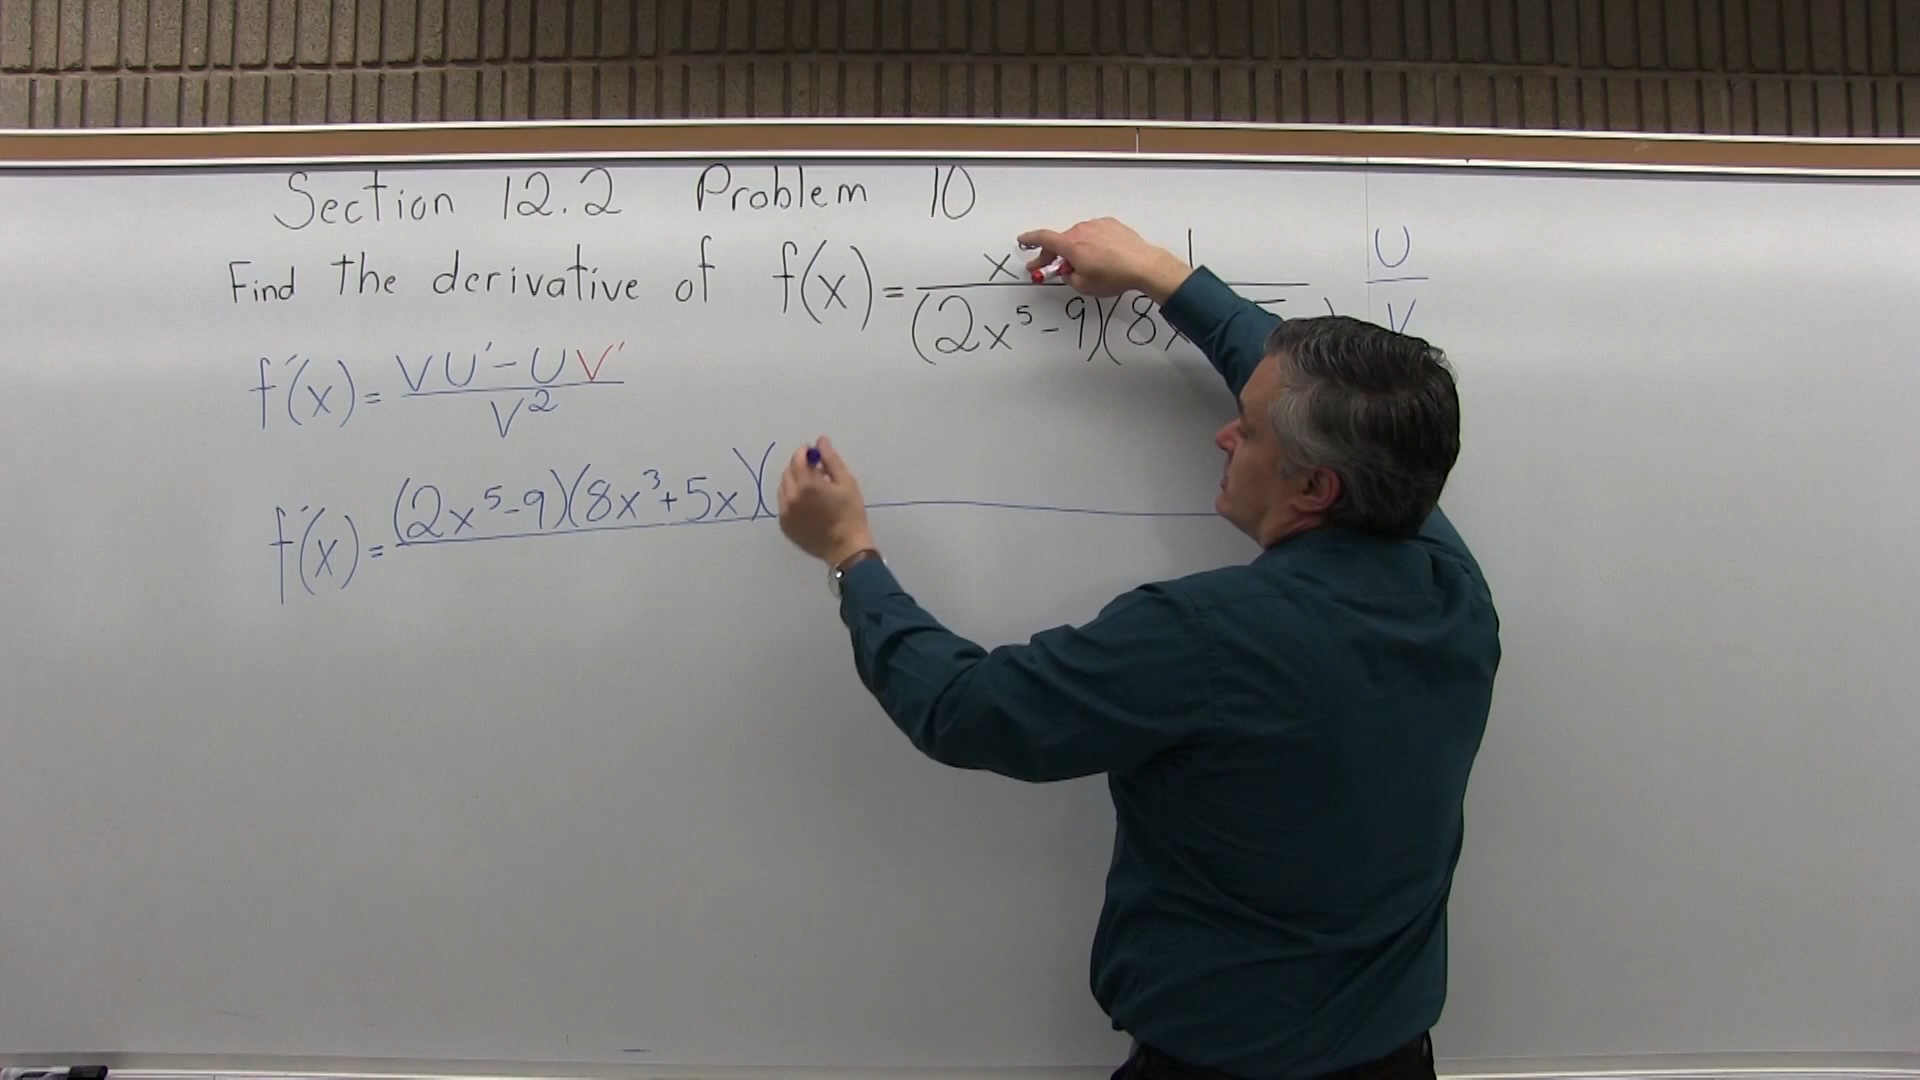 Section 12.2 Problem 10
Find the derivative of f(x) = x 1 / (2x⁵-9)(8x ) U/V
f'(x) = VU' - UV' / V²
f'(x) = (2x⁵-9)(8x³+5x)(